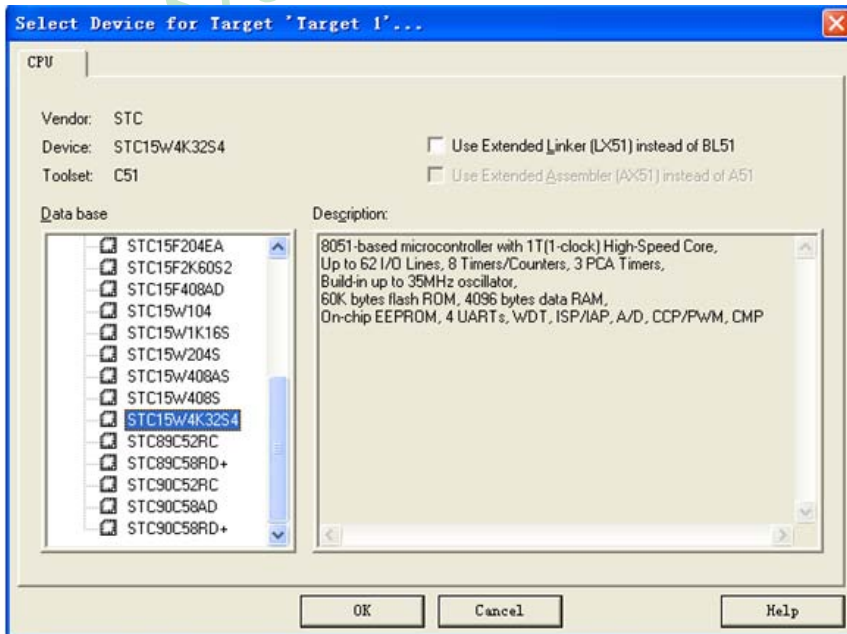 Select Device for Target 'Target 1'...
CPU
Vendor: STC
Device: STC15W4K32S4
Toolset: C51
Use Extended Linker (LX51) instead of BL51
Use Extended Assembler (AX51) instead of A51
Data base
STC15F204EA
STC15F2K60S2
STC15F408AD
STC15W104
STC15W1K16S
STC15W204S
STC15W408AS
STC15W408S
STC15W4K32S4
STC89C52RC
STC89C58RD+
STC90C52RC
STC90C58AD
STC90C58RD+
Description:
8051-based microcontroller with 1T(1-clock) High-Speed Core,
Up to 62 I/O Lines, 8 Timers/Counters, 3 PCA Timers,
Build-in up to 35MHz oscillator,
60K bytes flash ROM, 4096 bytes data RAM,
On-chip EEPROM, 4 UARTs, WDT, ISP/IAP, A/D, CCP/PWM, CMP
OK
Cancel
Help